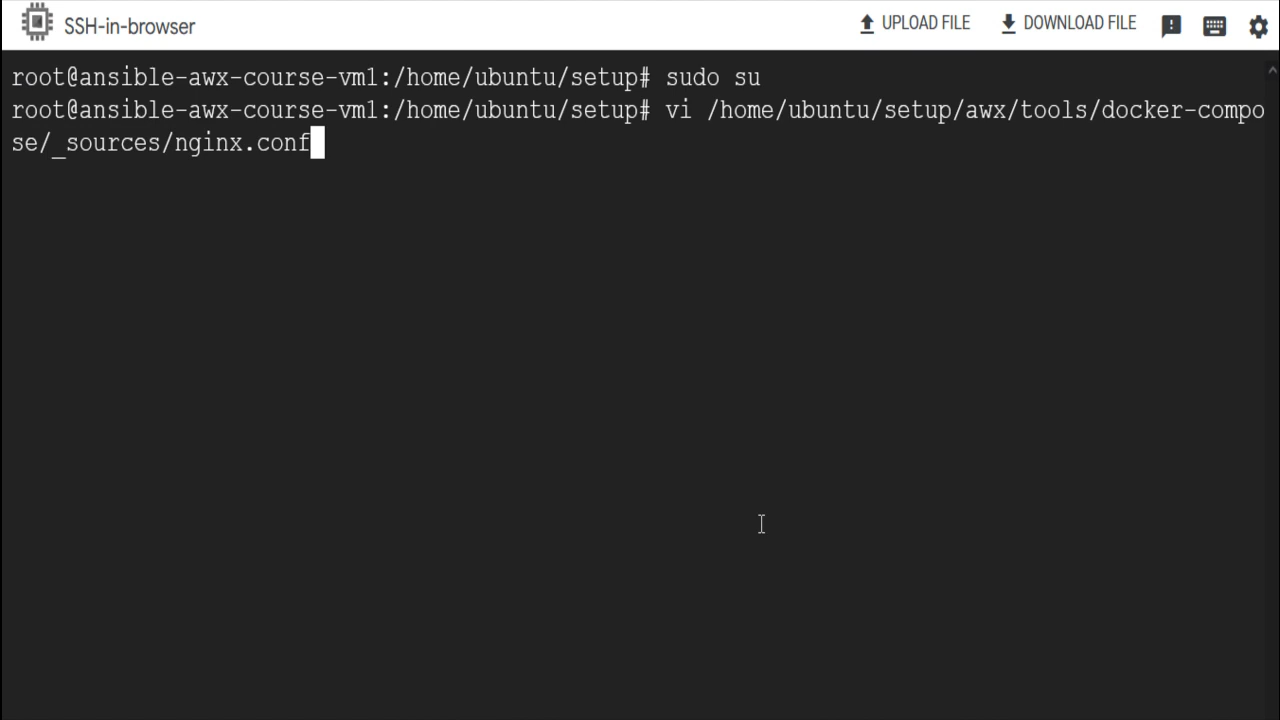 SSH-in-browser
UPLOAD FILE
DOWNLOAD FILE
root@ansible-awx-course-vm1:/home/ubuntu/setup# sudo su
root@ansible-awx-course-vm1:/home/ubuntu/setup# vi /home/ubuntu/setup/awx/tools/docker-compo
se/_sources/nginx.conf